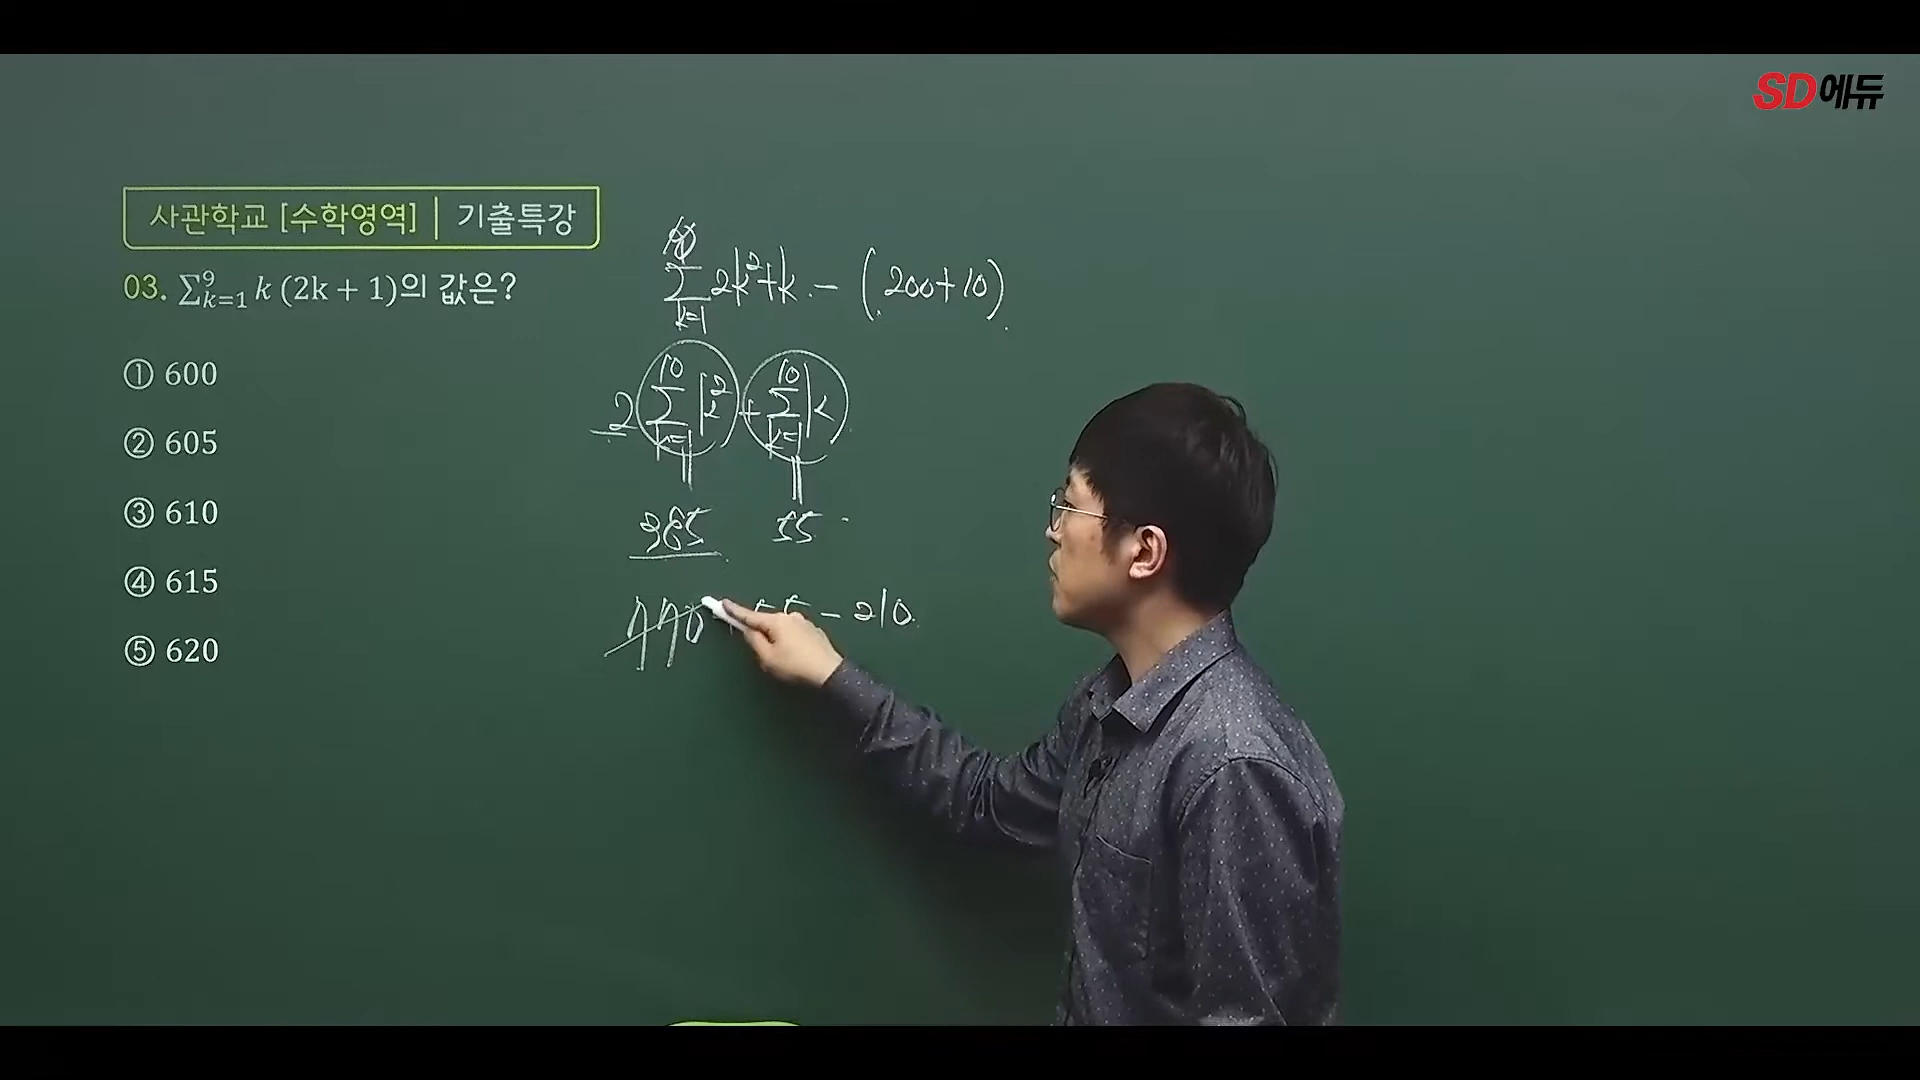 SD에듀
사관학교 [수학영역] | 기출특강
03. ∑_{k=1}^{9} k (2k + 1)의 값은?
① 600
② 605
③ 610
④ 615
⑤ 620
∑_{k=1} 2k²+k - (200+10)
2 ∑_{k=1}^{10} k² + ∑_{k=1}^{10} k
385 55
770 + 55 - 210